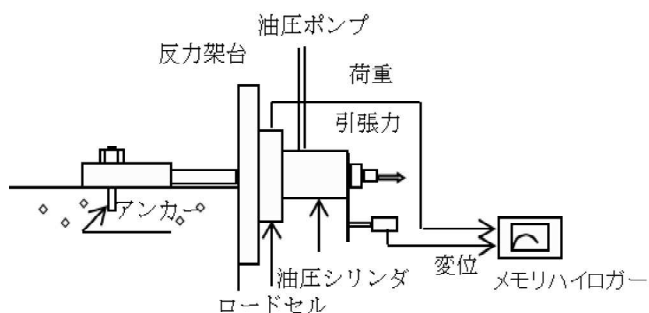 油圧ポンプ
反力架台
荷重
引張力
アンカー
変位
油圧シリンダ
メモリハイロガー
ロードセル